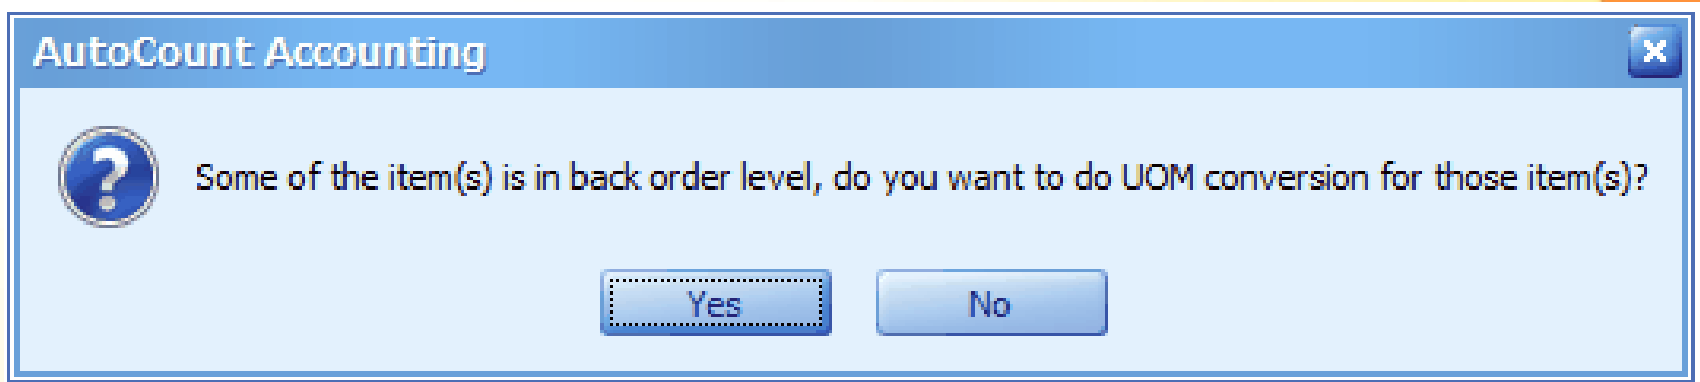 AutoCount Accounting
Some of the item(s) is in back order level, do you want to do UOM conversion for those item(s)?
Yes No